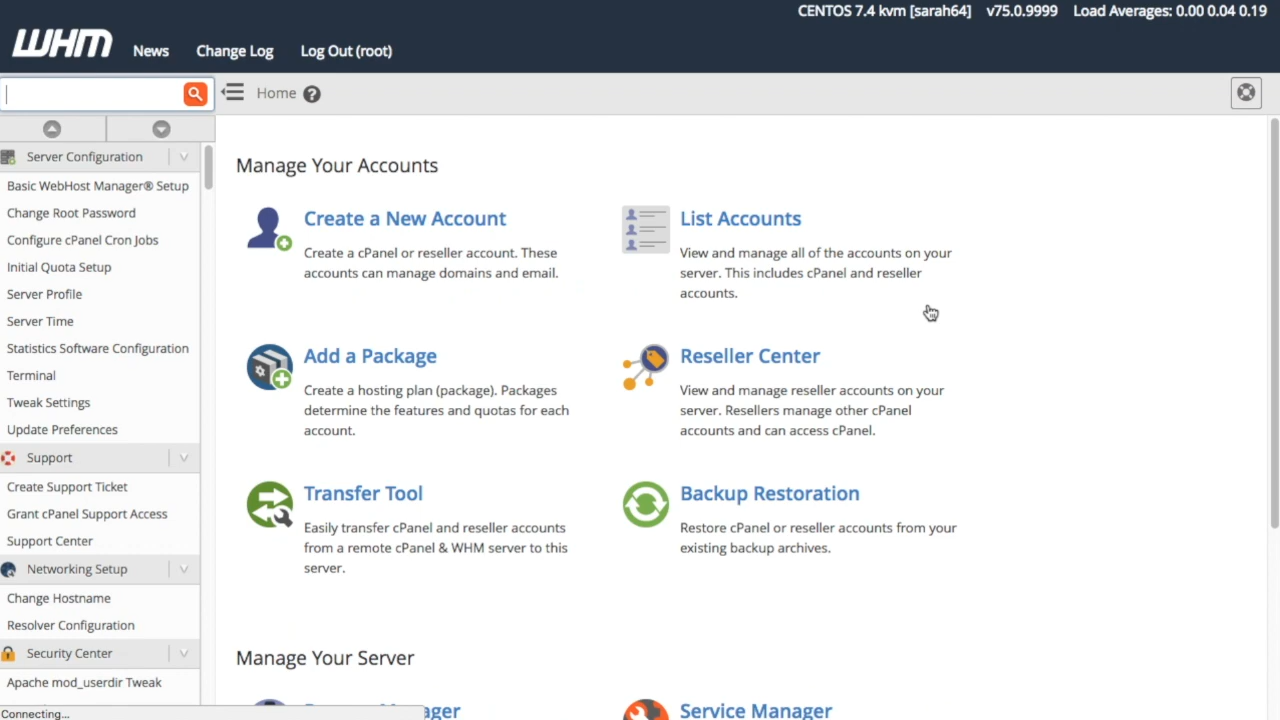 CENTOS 7.4 kvm [sarah64] v75.0.9999 Load Averages: 0.00 0.04 0.19
WHM News Change Log Log Out (root)
Home
Server Configuration
Basic WebHost Manager® Setup
Change Root Password
Configure cPanel Cron Jobs
Initial Quota Setup
Server Profile
Server Time
Statistics Software Configuration
Terminal
Tweak Settings
Update Preferences
Support
Create Support Ticket
Grant cPanel Support Access
Support Center
Networking Setup
Change Hostname
Resolver Configuration
Security Center
Apache mod_userdir Tweak
Connecting...
Manage Your Accounts
Create a New Account
Create a cPanel or reseller account. These
accounts can manage domains and email.
List Accounts
View and manage all of the accounts on your
server. This includes cPanel and reseller
accounts.
Add a Package
Create a hosting plan (package). Packages
determine the features and quotas for each
account.
Reseller Center
View and manage reseller accounts on your
server. Resellers manage other cPanel
accounts and can access cPanel.
Transfer Tool
Easily transfer cPanel and reseller accounts
from a remote cPanel & WHM server to this
server.
Backup Restoration
Restore cPanel or reseller accounts from your
existing backup archives.
Manage Your Server
Service Manager